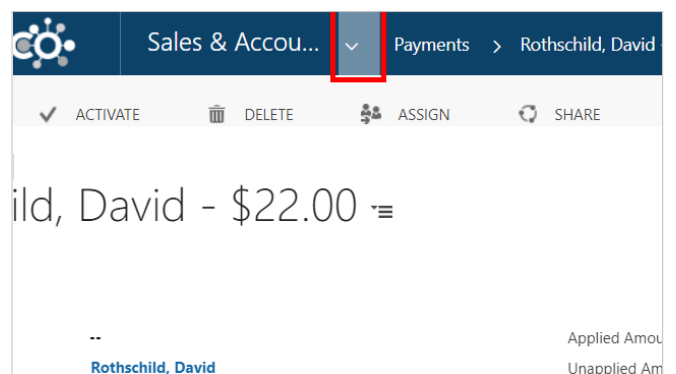 Sales & Accou... Payments > Rothschild, David
ACTIVATE DELETE ASSIGN SHARE
ild, David - $22.00
--
Applied Amou
Rothschild, David
Unapplied Am